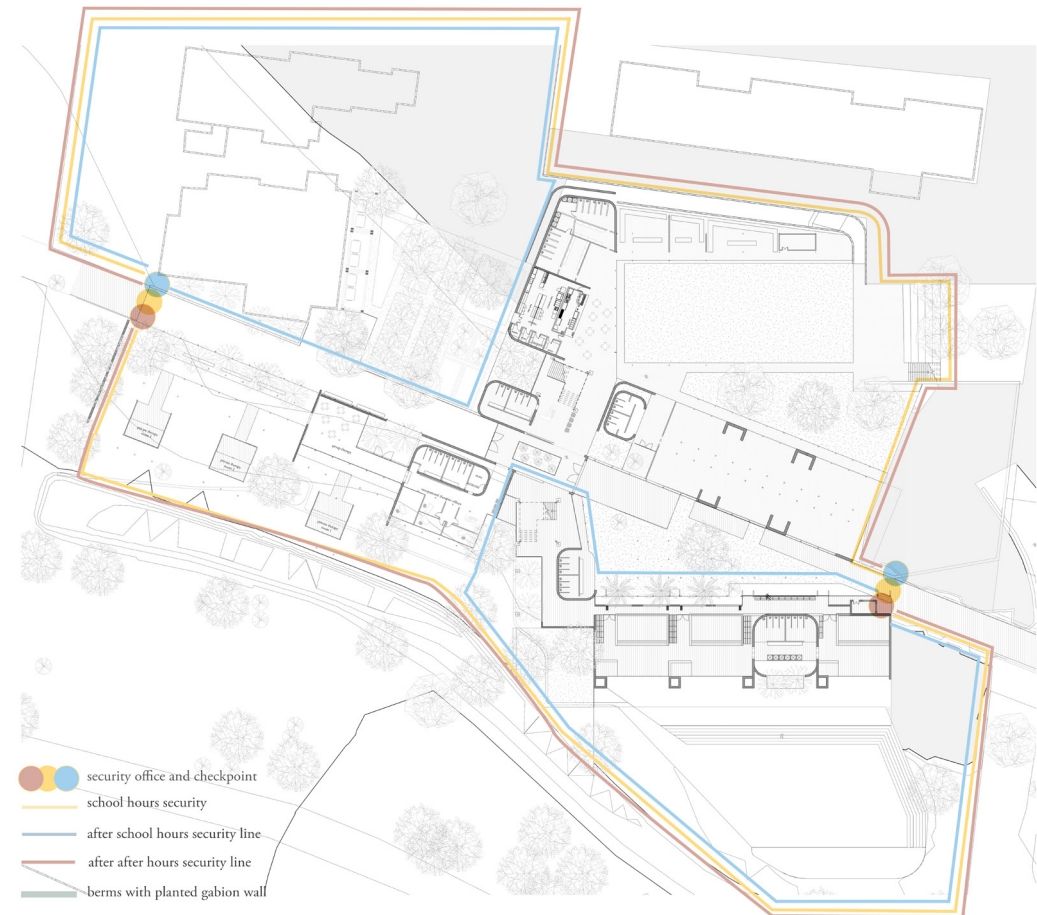 security office and checkpoint
school hours security
after school hours security line
after after hours security line
berms with planted gabion wall